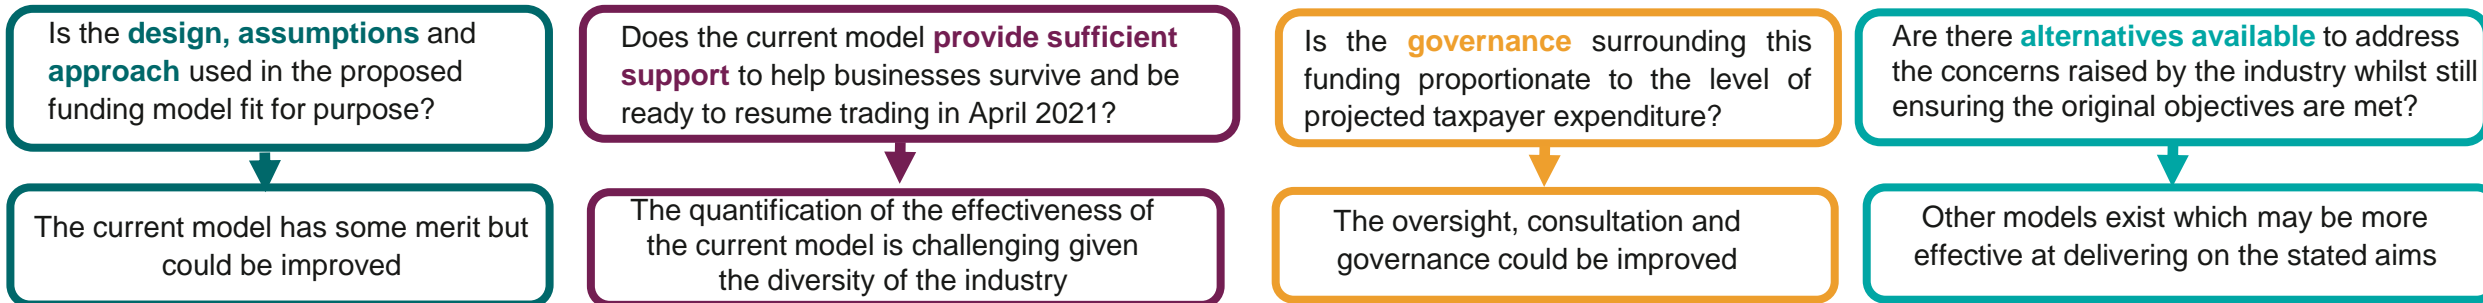 Is the design, assumptions and
approach used in the proposed
funding model fit for purpose?
The current model has some merit but
could be improved
Does the current model provide sufficient
support to help businesses survive and be
ready to resume trading in April 2021?
The quantification of the effectiveness of
the current model is challenging given
the diversity of the industry
Is the governance surrounding this
funding proportionate to the level of
projected taxpayer expenditure?
The oversight, consultation and
governance could be improved
Are there alternatives available to address
the concerns raised by the industry whilst still
ensuring the original objectives are met?
Other models exist which may be more
effective at delivering on the stated aims